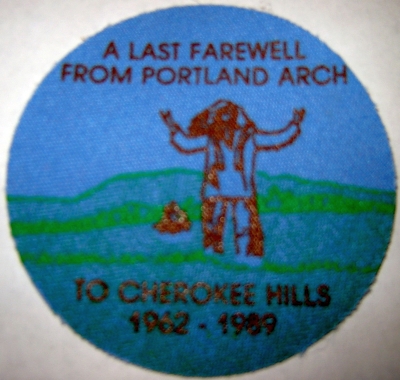 A LAST FAREWELL
FROM PORTLAND ARCH
TO CHEROKEE HILLS
1962 - 1989